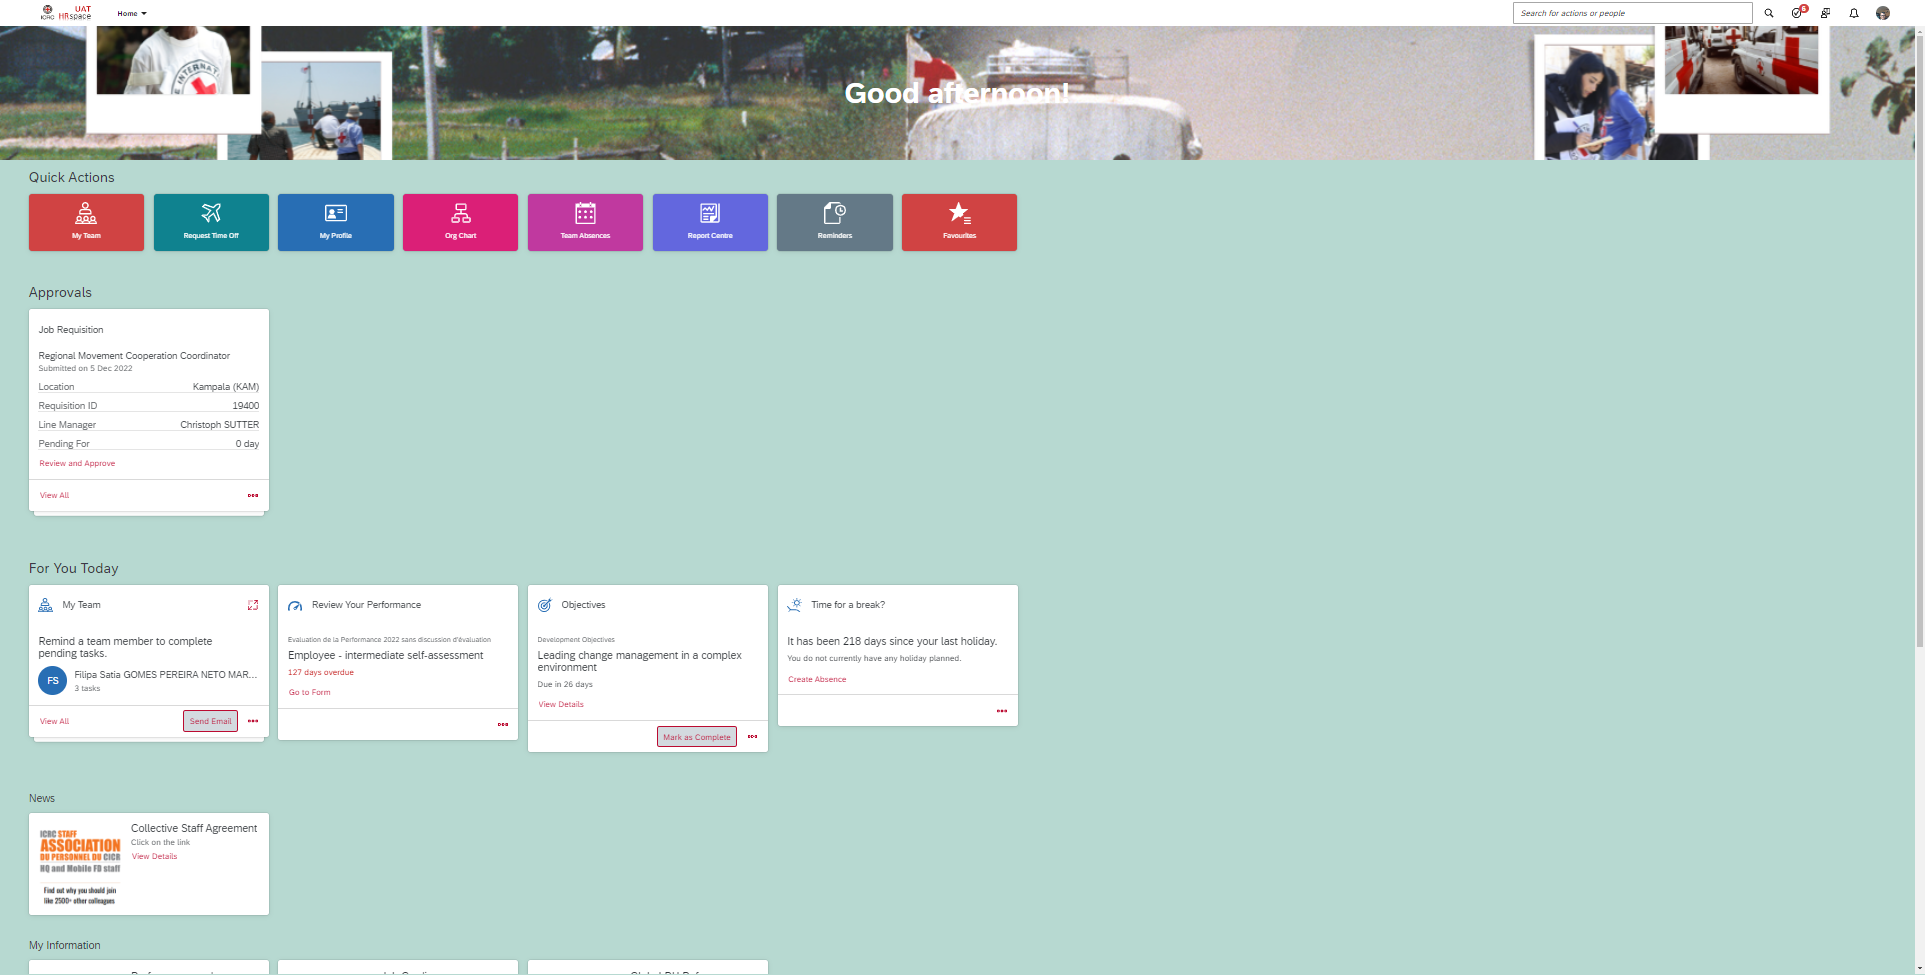 ICRC
UAT
HRspace
Home
Search for actions or people
6
INTERNAT
Good afternoon!
Quick Actions
My Team
Request Time Off
My Profile
Org Chart
Team Absences
Report Centre
Reminders
Favourites
Approvals
Job Requisition
Regional Movement Cooperation Coordinator
Submitted on 5 Dec 2022
Location Kampala (KAM)
Requisition ID 19400
Line Manager Christoph SUTTER
Pending For 0 day
Review and Approve
View All
For You Today
My Team
Remind a team member to complete
pending tasks.
FS
Filipa Satia GOMES PEREIRA NETO MAR...
3 tasks
View All
Send Email
Review Your Performance
Evaluation de la Performance 2022 sans discussion d'évaluation
Employee - intermediate self-assessment
127 days overdue
Go to Form
Objectives
Development Objectives
Leading change management in a complex
environment
Due in 26 days
View Details
Mark as Complete
Time for a break?
It has been 218 days since your last holiday.
You do not currently have any holiday planned.
Create Absence
News
ICRC STAFF
ASSOCIATION
DU PERSONNEL DU CICR
HQ and Mobile FD staff
Find out why you should join
like 2500+ other colleagues
Collective Staff Agreement
Click on the link
View Details
My Information